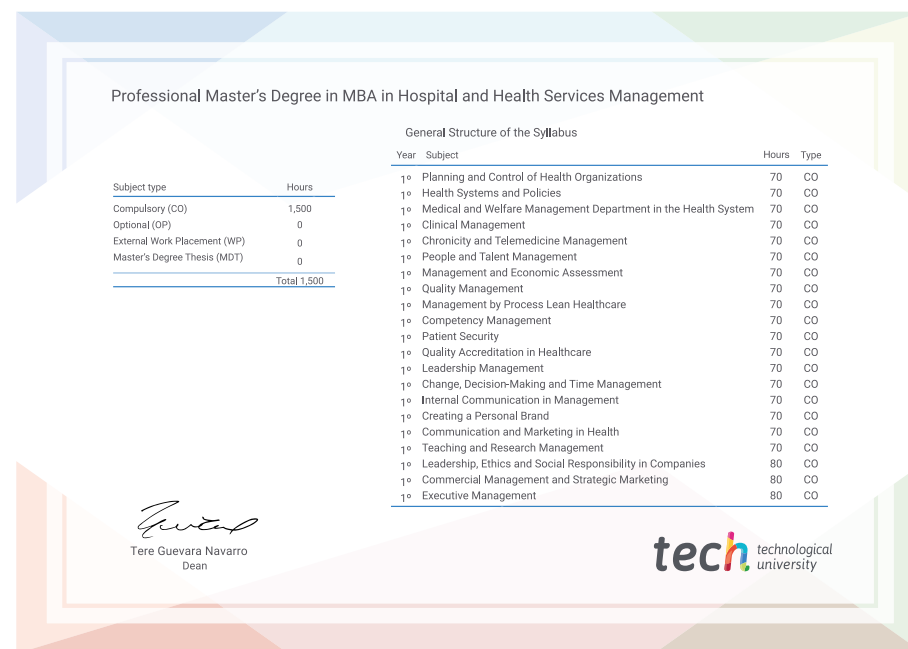 Professional Master's Degree in MBA in Hospital and Health Services Management
Subject type Hours
Compulsory (CO) 1,500
Optional (OP) 0
External Work Placement (WP) 0
Master's Degree Thesis (MDT) 0
Total 1,500
General Structure of the Syllabus
Year Subject Hours Type
1º Planning and Control of Health Organizations 70 CO
1º Health Systems and Policies 70 CO
1º Medical and Welfare Management Department in the Health System 70 CO
1º Clinical Management 70 CO
1º Chronicity and Telemedicine Management 70 CO
1º People and Talent Management 70 CO
1º Management and Economic Assessment 70 CO
1º Quality Management 70 CO
1º Management by Process Lean Healthcare 70 CO
1º Competency Management 70 CO
1º Patient Security 70 CO
1º Quality Accreditation in Healthcare 70 CO
1º Leadership Management 70 CO
1º Change, Decision-Making and Time Management 70 CO
1º Internal Communication in Management 70 CO
1º Creating a Personal Brand 70 CO
1º Communication and Marketing in Health 70 CO
1º Teaching and Research Management 70 CO
1º Leadership, Ethics and Social Responsibility in Companies 80 CO
1º Commercial Management and Strategic Marketing 80 CO
1º Executive Management 80 CO
Tere Guevara Navarro
Dean
tech technological
university